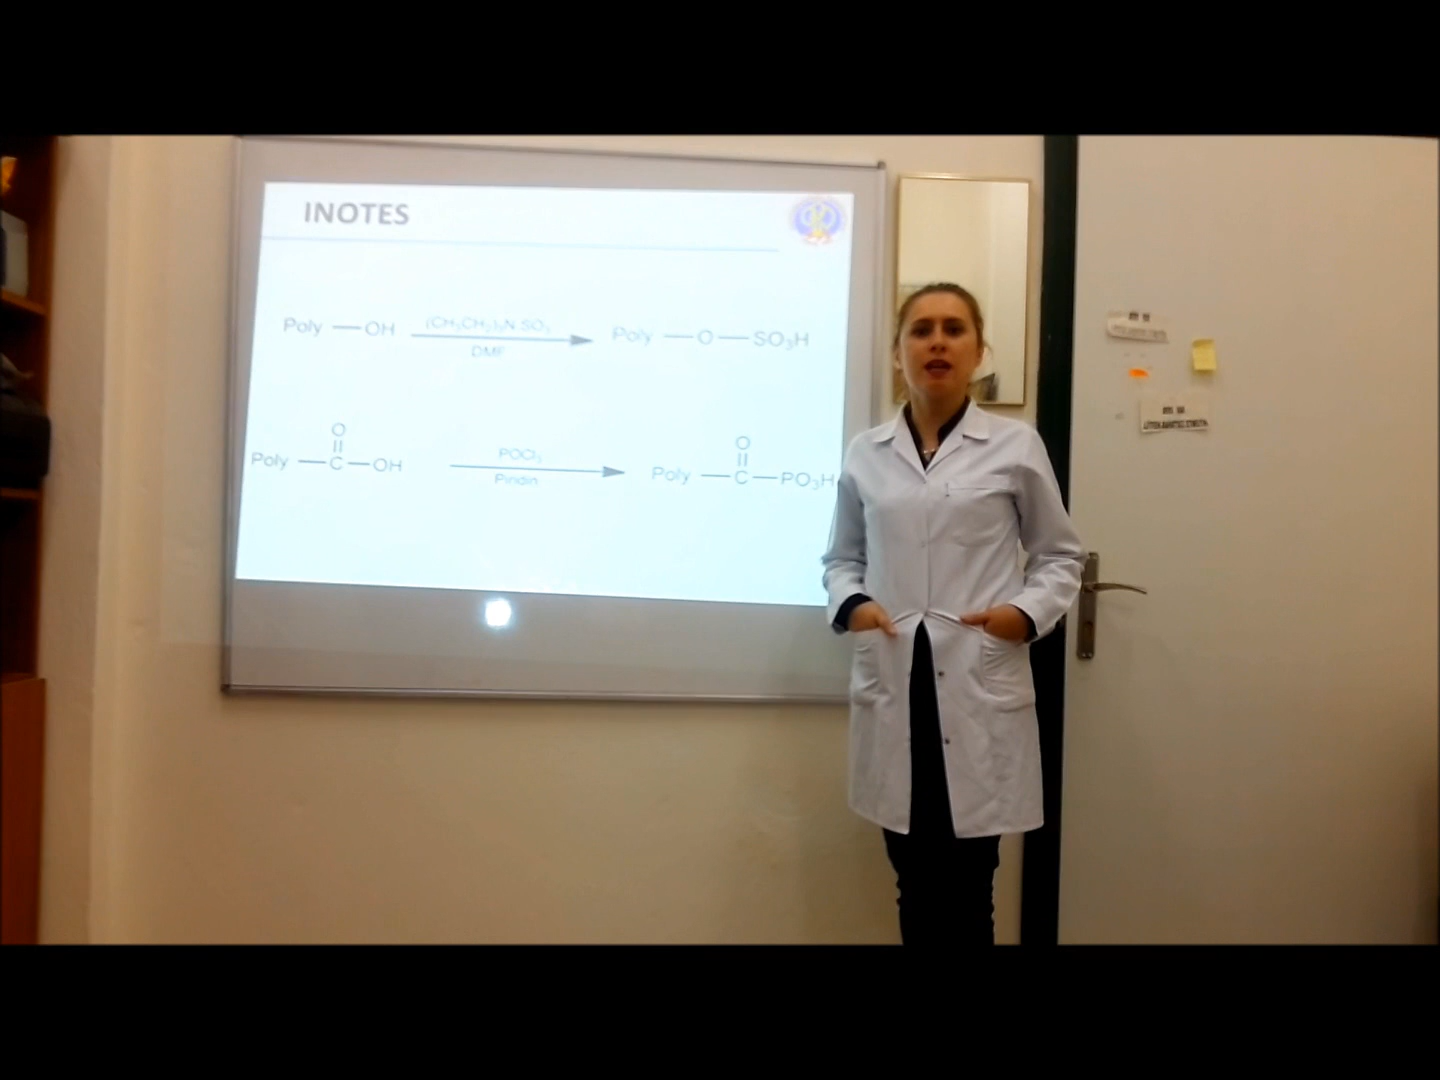 INOTES
Poly — OH
(CH₃CH₂)₃N.SO₃
DMF
Poly — O — SO₃H
O
Poly — C — OH
POCl₃
Piridin
O
Poly — C — PO₃H